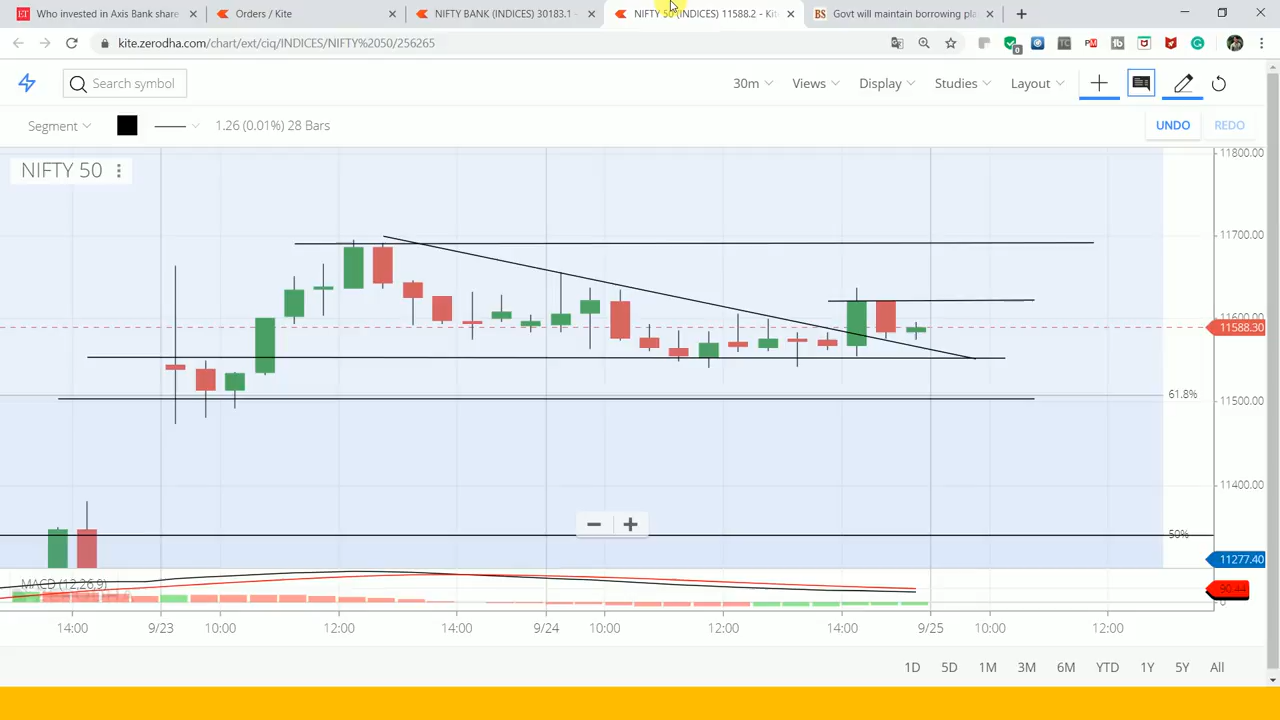 Who invested in Axis Bank share
Orders / Kite
NIFTY BANK (INDICES) 30183.1 -
NIFTY 50 (INDICES) 11588.2 - Kite
Govt will maintain borrowing pla
kite.zerodha.com/chart/ext/ciq/INDICES/NIFTY%2050/256265
Search symbol
30m
Views
Display
Studies
Layout
Segment
1.26 (0.01%) 28 Bars
UNDO
REDO
NIFTY 50
11800.00
11700.00
11600.00
11588.30
61.8%
11500.00
11400.00
50%
11277.40
MACD (12,26,9)
90.44
0
14:00 9/23 10:00 12:00 14:00 9/24 10:00 12:00 14:00 9/25 10:00 12:00
1D 5D 1M 3M 6M YTD 1Y 5Y All